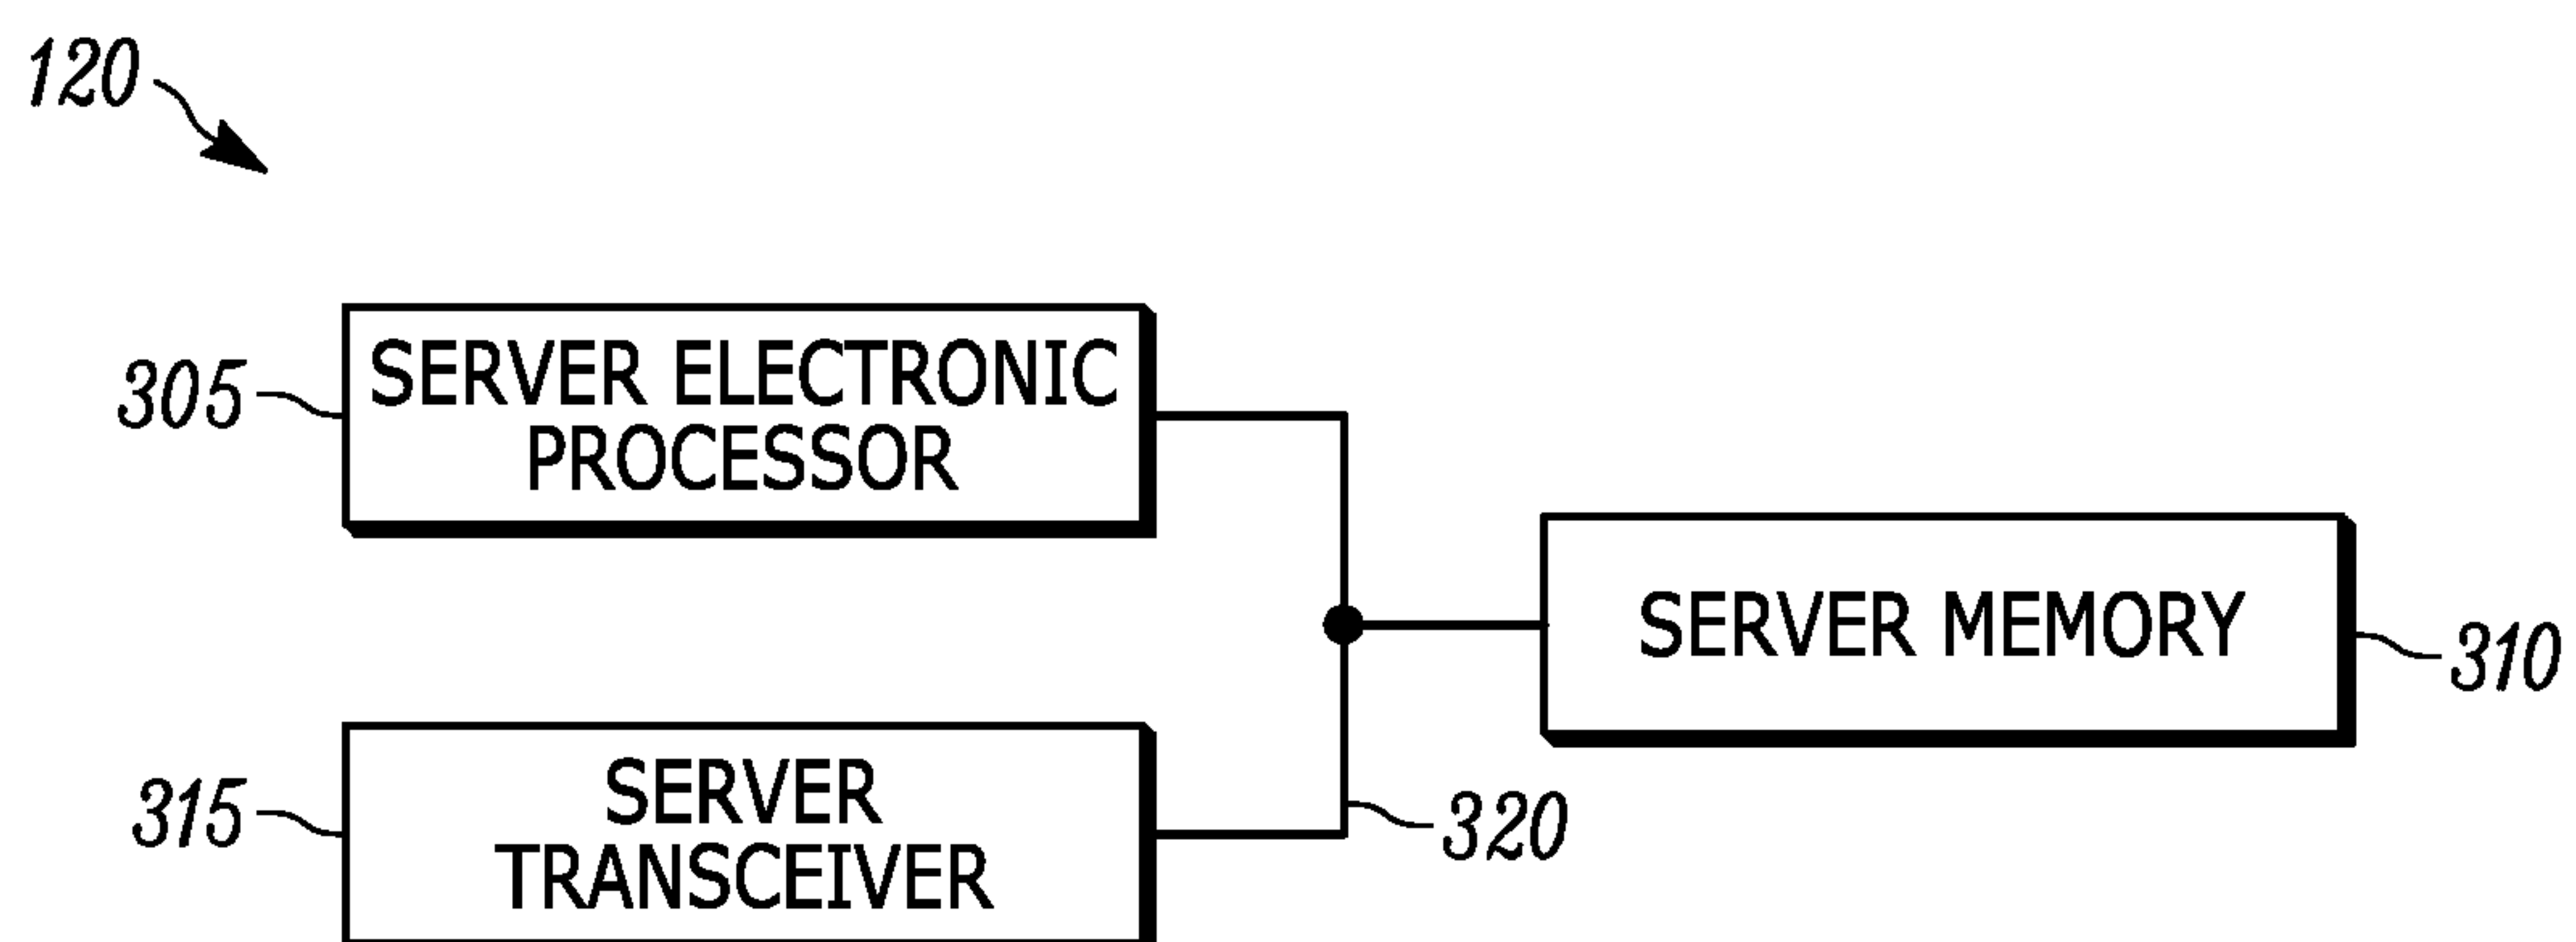 120
305
SERVER ELECTRONIC
PROCESSOR
SERVER MEMORY
310
315
SERVER
TRANSCEIVER
320